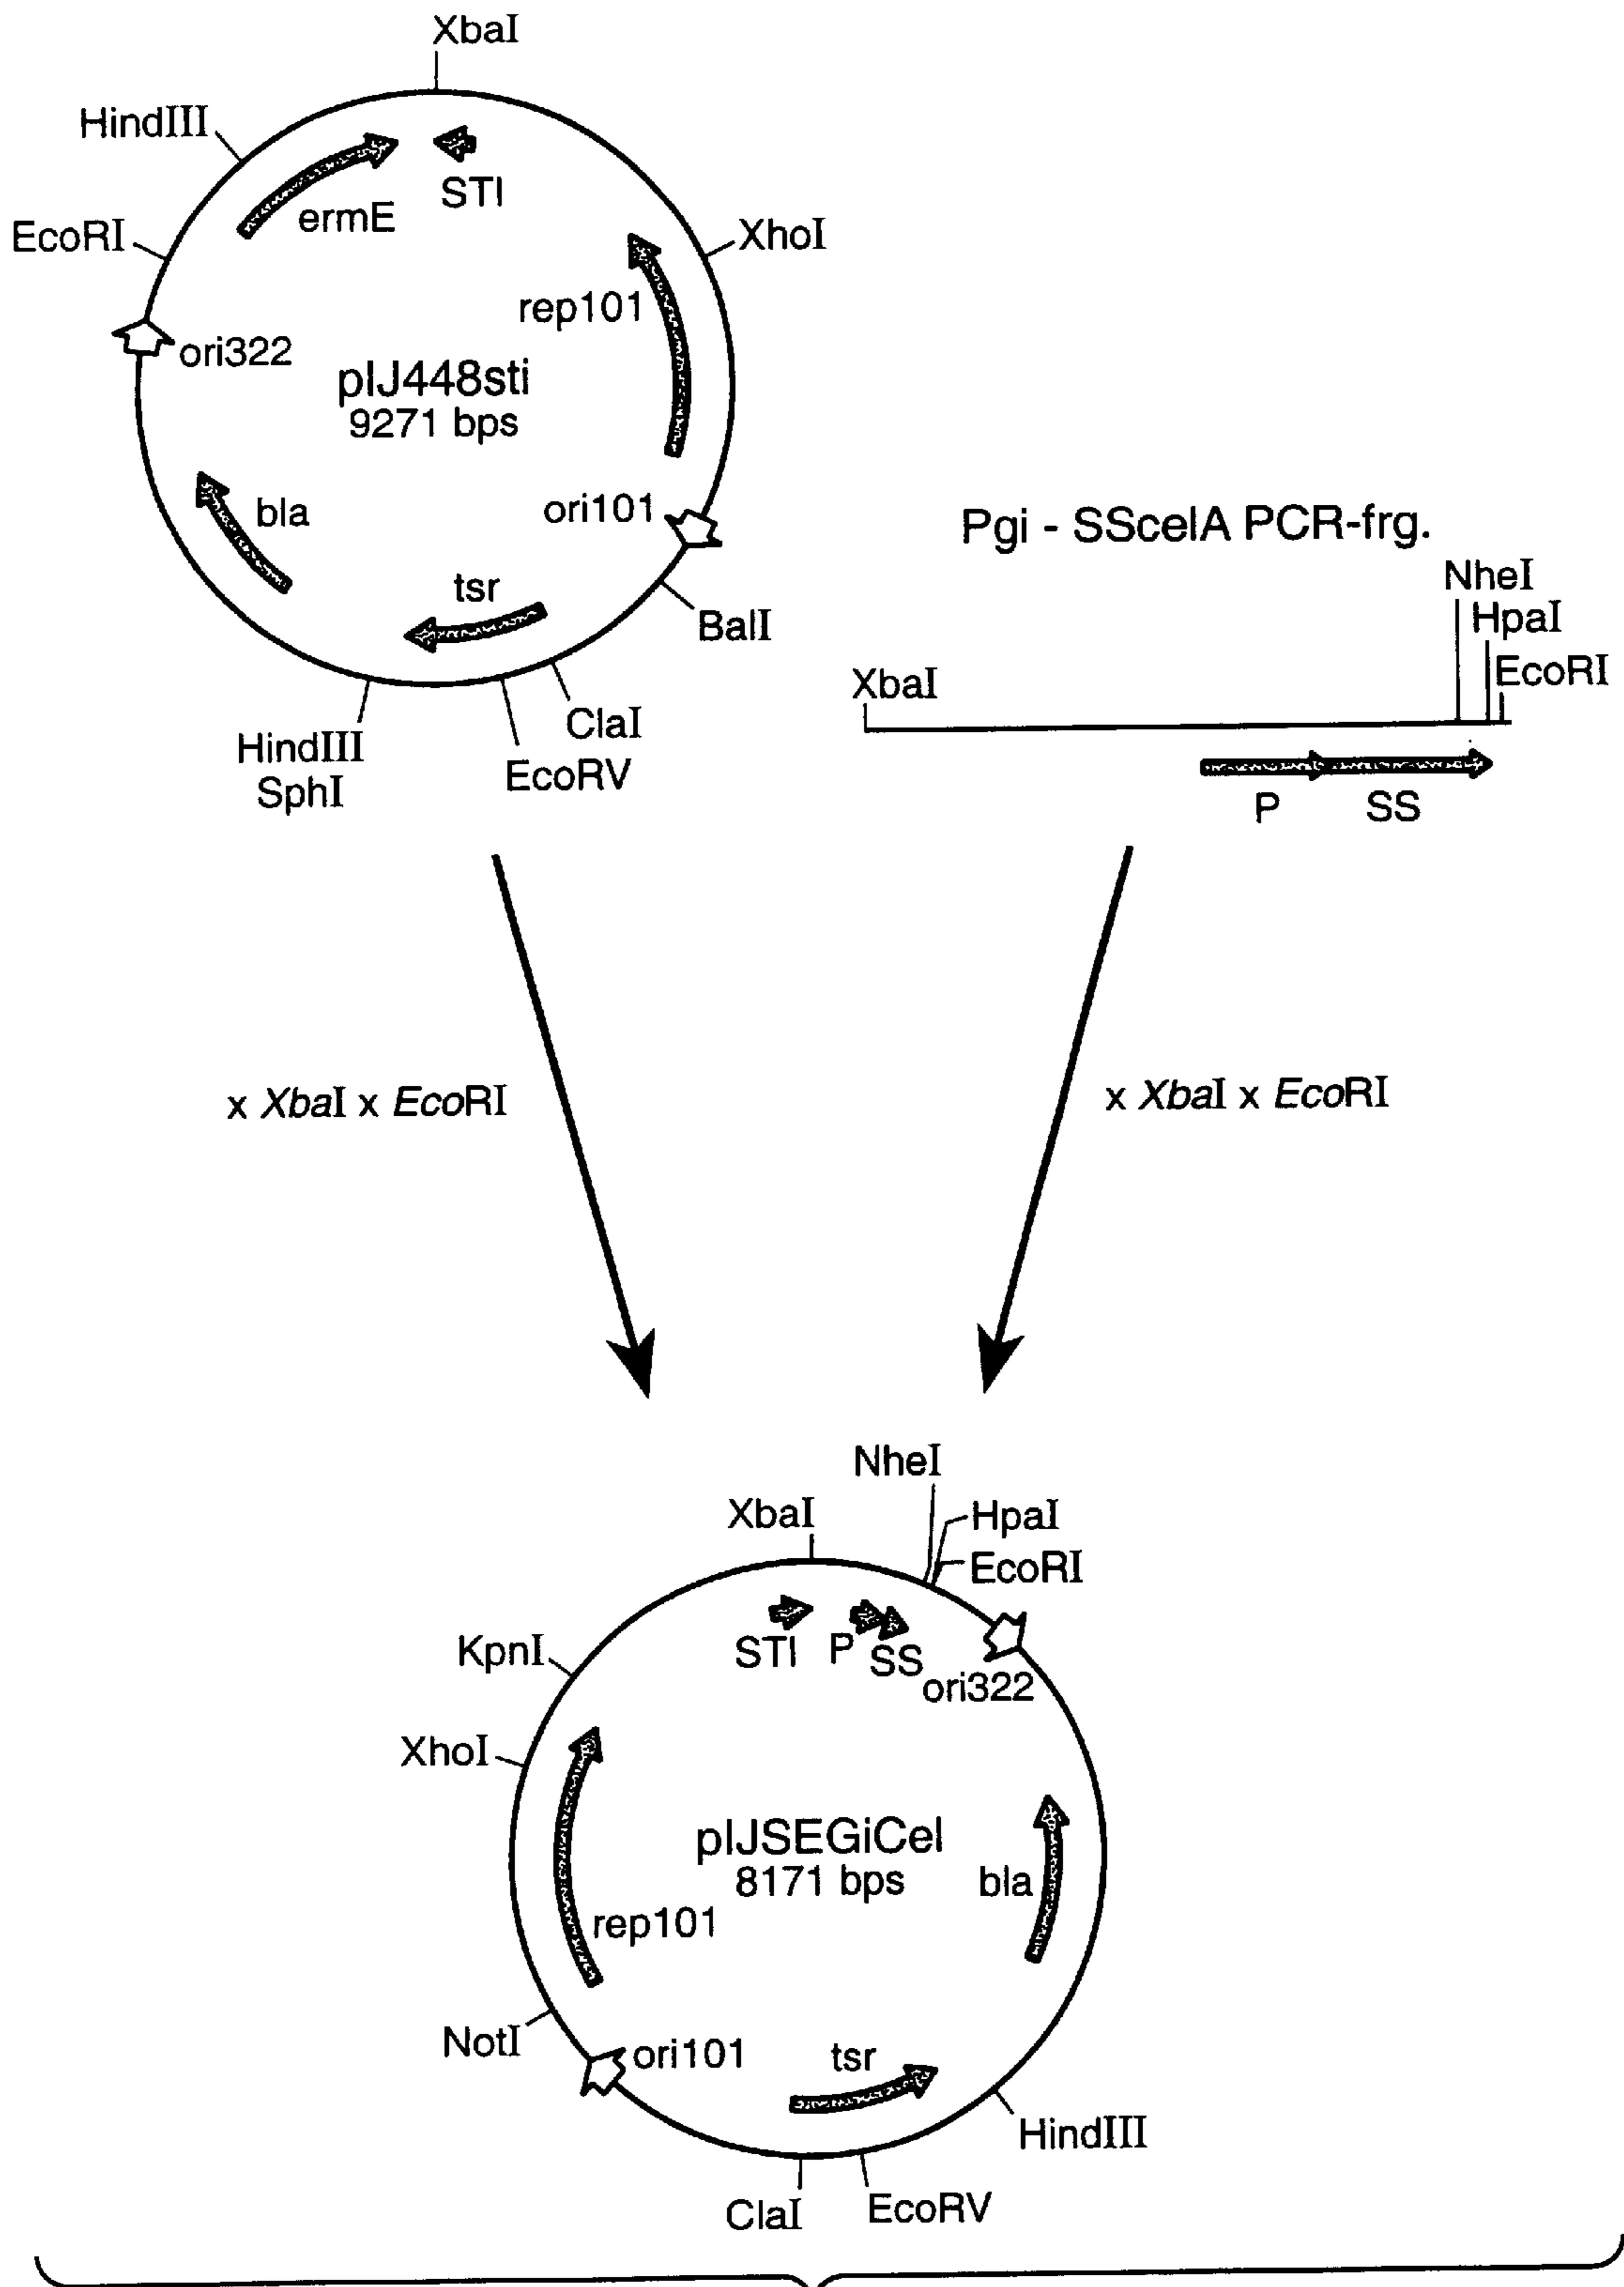 XbaI
HindIII
STI
ermE
EcoRI
XhoI
rep101
ori322
pIJ448sti
9271 bps
bla
ori101
tsr
BalI
ClaI
HindIII
SphI
EcoRV
Pgi - SScelA PCR-frg.
NheI
HpaI
EcoRI
XbaI
P
SS
x XbaI x EcoRI
x XbaI x EcoRI
NheI
XbaI
HpaI
EcoRI
STI
P
SS
KpnI
ori322
XhoI
pIJSEGiCel
8171 bps
bla
rep101
NotI
ori101
tsr
HindIII
ClaI
EcoRV